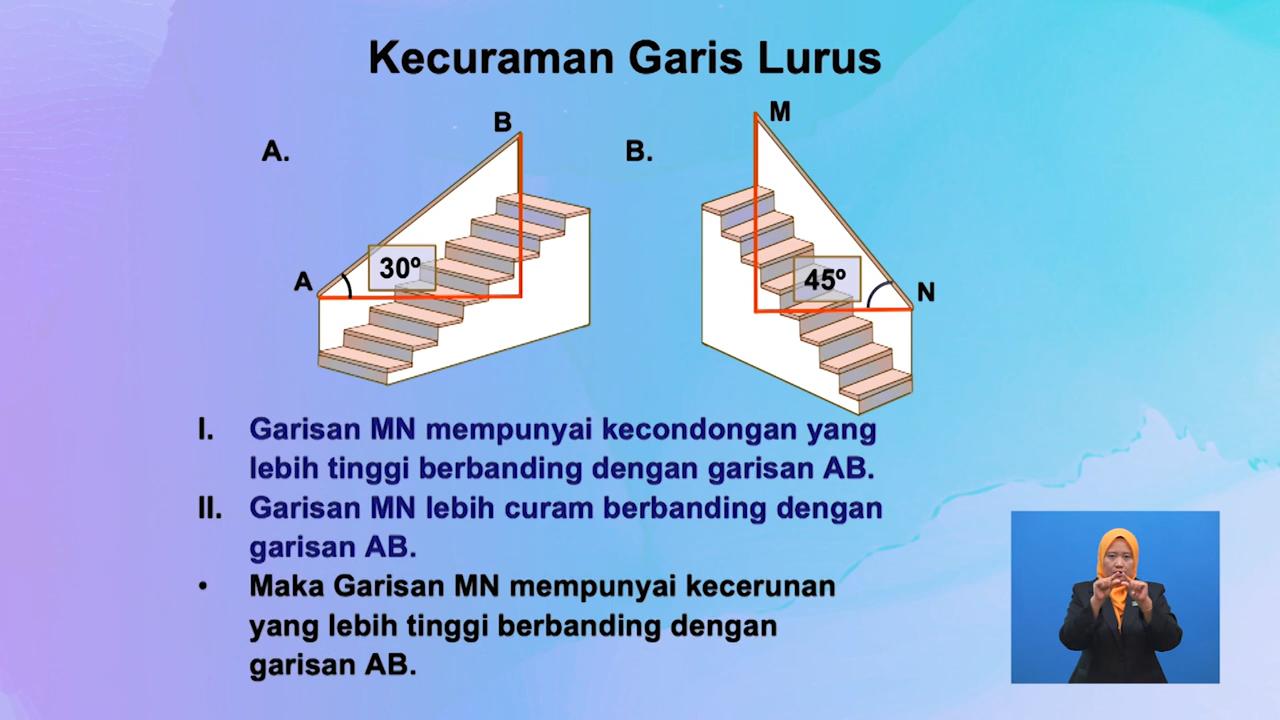 Kecuraman Garis Lurus
A.
B
A
30º
B.
M
45º
N
I. Garisan MN mempunyai kecondongan yang
lebih tinggi berbanding dengan garisan AB.
II. Garisan MN lebih curam berbanding dengan
garisan AB.
• Maka Garisan MN mempunyai kecerunan
yang lebih tinggi berbanding dengan
garisan AB.